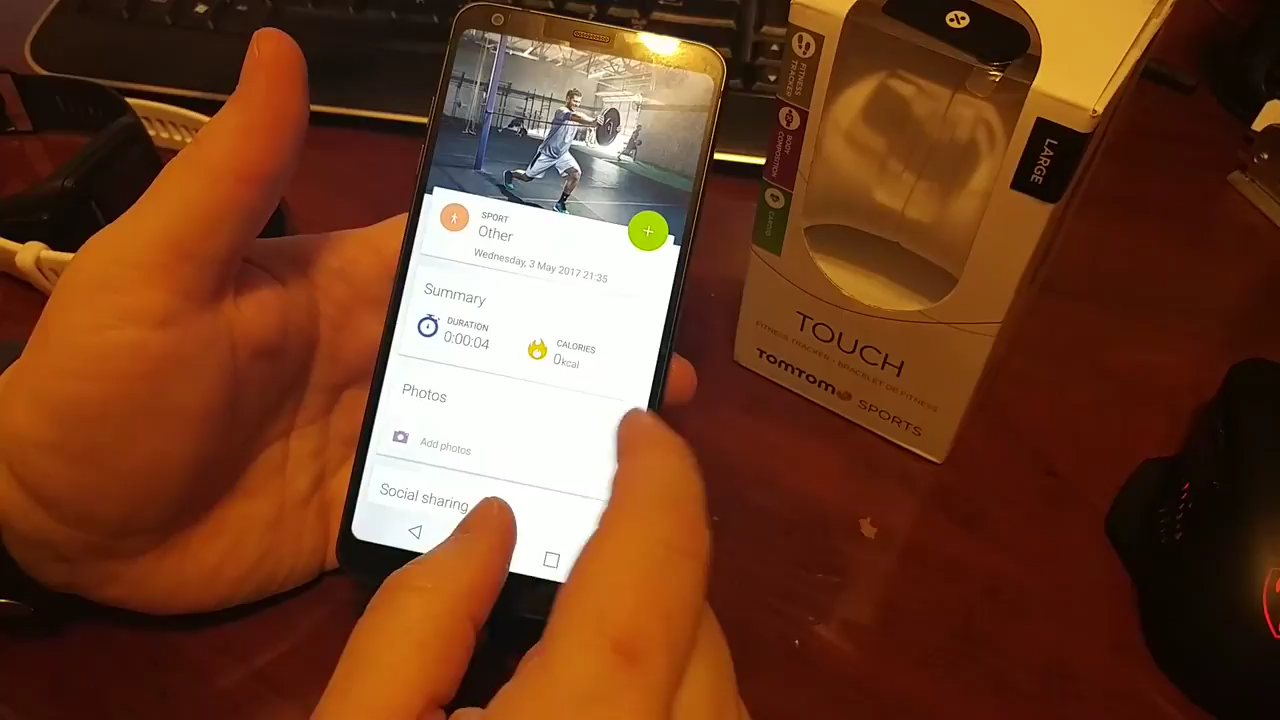 SPORT
Other
Wednesday, 3 May 2017 21:35
Summary
DURATION
0:00:04
CALORIES
0kcal
Photos
Add photos
Social sharing
FITNESS TRACKER
BODY COMPOSITION
CARDIO
LARGE
TOUCH
FITNESS TRACKER - BRACELET DE FITNESS
TOMTOM SPORTS